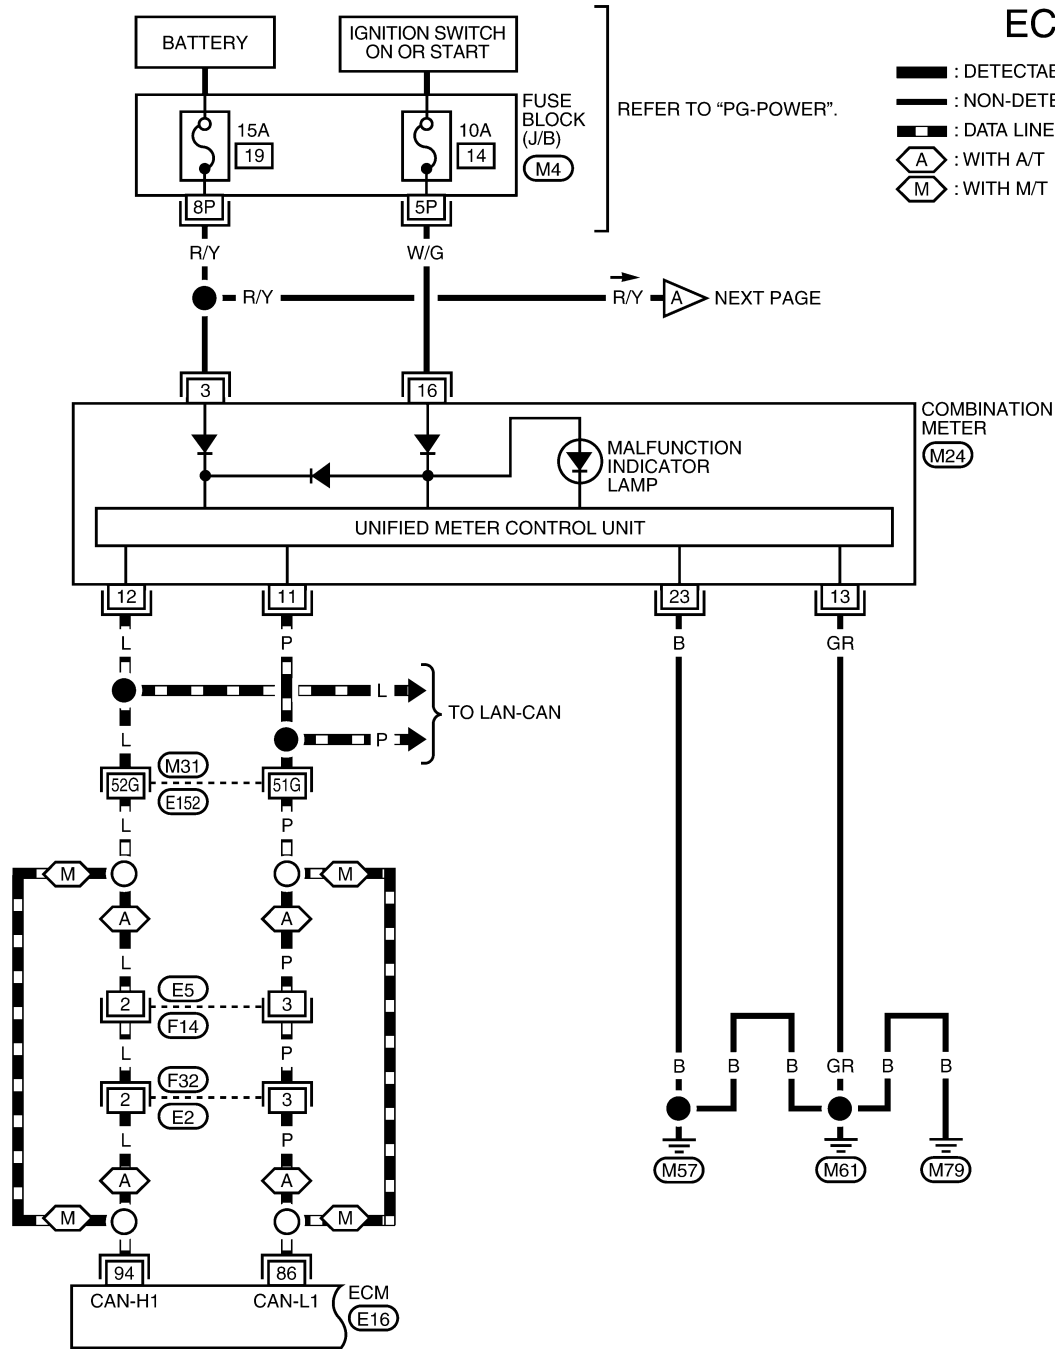 EC
BATTERY
IGNITION SWITCH
ON OR START
: DETECTAB
: NON-DETE
: DATA LINE
A : WITH A/T
M : WITH M/T
REFER TO “PG-POWER”.
FUSE
BLOCK
(J/B)
M4
15A
19
10A
14
8P
5P
R/Y
W/G
R/Y
R/Y
A
NEXT PAGE
3
16
COMBINATION
METER
M24
MALFUNCTION
INDICATOR
LAMP
UNIFIED METER CONTROL UNIT
12
11
23
13
L
P
B
GR
L
TO LAN-CAN
L
P
M31
52G
51G
E152
L
P
M
M
A
A
L
P
E5
2
3
F14
L
P
F32
2
3
E2
L
P
B
B
B
GR
B
B
A
A
M57
M61
M79
M
M
94
86
CAN-H1
CAN-L1
ECM
E16